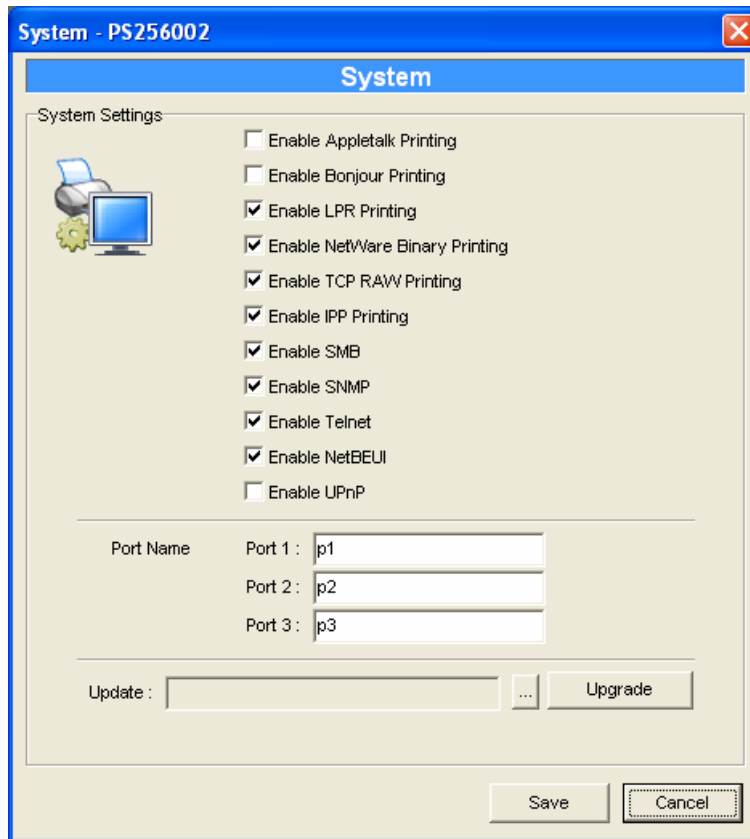 System - PS256002
System
System Settings
Enable Appletalk Printing
Enable Bonjour Printing
Enable LPR Printing
Enable NetWare Binary Printing
Enable TCP RAW Printing
Enable IPP Printing
Enable SMB
Enable SNMP
Enable Telnet
Enable NetBEUI
Enable UPnP
Port Name Port 1 : p1
Port 2 : p2
Port 3 : p3
Update : ... Upgrade
Save Cancel